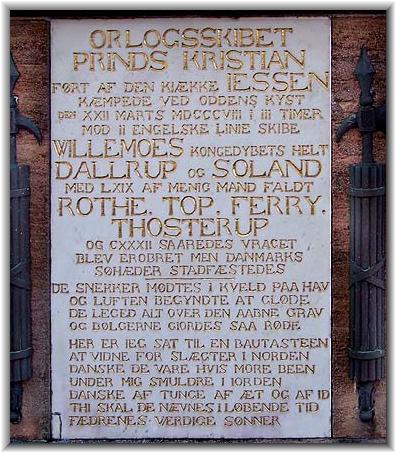 ORLOGSSKIBET
PRINDS KRISTIAN
FØRT AF DEN KIÆKKE IESSEN
KÆMPEDE VED ODDENS KYST
DEN XXII MARTS MDCCCVIII I III TIMER
MOD II ENGELSKE LINIE SKIBE
WILLEMOES KONGEDYBETS HELT
DALLRUP OG SOLAND
MED LXIX AF MENIG MAND FALDT
ROTHE. TOP. FERRY.
THOSTERUP
OG CXXXII SAAREDES VRAGET
BLEV EROBRET MEN DANMARKS
SØHÆDER STADFÆSTEDES
DE SNEKKER MØDTES I KVELD PAA HAV
OG LUFTEN BEGYNDTE AT GLØDE
DE LEGED ALT OVER DEN AABNE GRAV
OG BØLGERNE GIORDES SAA RØDE
HER ER IEG SAT TIL EN BAUTASTEEN
AT VIDNE FOR SLÆGTER I NORDEN
DANSKE DE VARE HVIS MORE BEEN
UNDER MIG SMULDRE I IORDEN
DANSKE AF TUNGE AF ÆT OG AF ID
THI SKAL DE NÆVNES I LØBENDE TID
FÆDRENES VÆRDIGE SØNNER